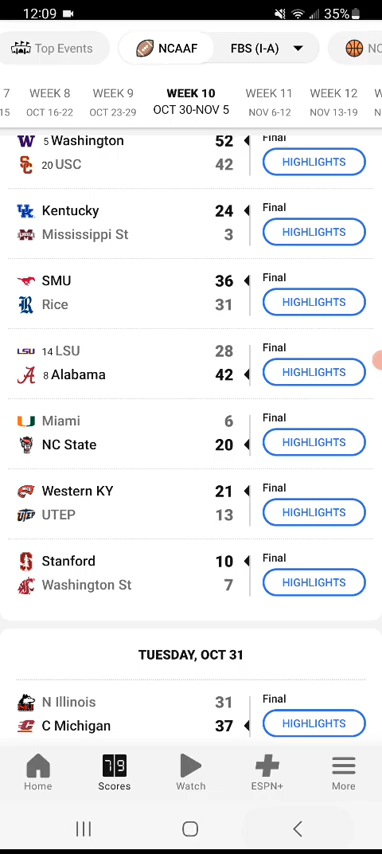 12:09 35%
Top Events NCAAF FBS (I-A) NC
7 WEEK 8 WEEK 9 WEEK 10 WEEK 11 WEEK 12 W
15 OCT 16-22 OCT 23-29 OCT 30-NOV 5 NOV 6-12 NOV 13-19 N
5 Washington 52 Final
20 USC 42 HIGHLIGHTS
Kentucky 24 Final
Mississippi St 3 HIGHLIGHTS
SMU 36 Final
Rice 31 HIGHLIGHTS
LSU 14 LSU 28 Final
8 Alabama 42 HIGHLIGHTS
Miami 6 Final
NC State 20 HIGHLIGHTS
Western KY 21 Final
UTEP 13 HIGHLIGHTS
Stanford 10 Final
Washington St 7 HIGHLIGHTS
TUESDAY, OCT 31
N Illinois 31 Final
C Michigan 37 HIGHLIGHTS
7 9
Home Scores Watch ESPN+ More